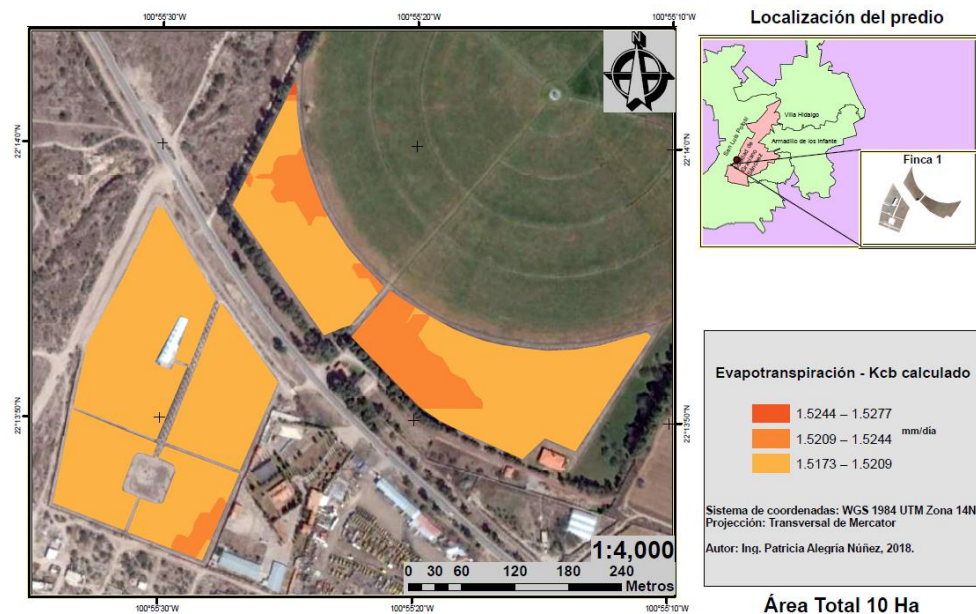 100°55'30"W
100°55'20"W
100°55'10"W
22°14'0"N
22°13'50"N
N
22°14'0"N
22°13'50"N
1:4,000
0 30 60 120 180 240
Metros
100°55'30"W
100°55'20"W
100°55'10"W
Localización del predio
Villa Hidalgo
San Luis Potosí
Armadillo de los Infante
Finca 1
Evapotranspiración - Kcb calculado
1.5244 – 1.5277
1.5209 – 1.5244 mm/día
1.5173 – 1.5209
Sistema de coordenadas: WGS 1984 UTM Zona 14N
Projección: Transversal de Mercator
Autor: Ing. Patricia Alegría Núñez, 2018.
Área Total 10 Ha